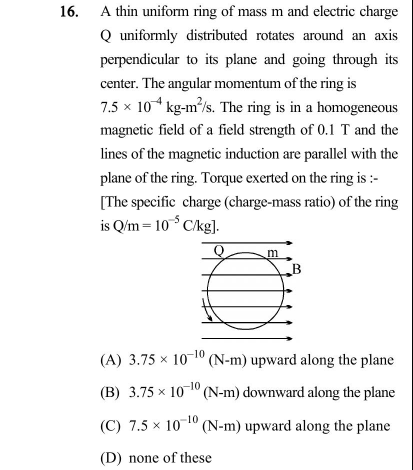 16. A thin uniform ring of mass m and electric charge
Q uniformly distributed rotates around an axis
perpendicular to its plane and going through its
center. The angular momentum of the ring is
7.5 × 10⁻⁴ kg-m²/s. The ring is in a homogeneous
magnetic field of a field strength of 0.1 T and the
lines of the magnetic induction are parallel with the
plane of the ring. Torque exerted on the ring is :-
[The specific charge (charge-mass ratio) of the ring
is Q/m = 10⁻⁵ C/kg].
Q m
B
(A) 3.75 × 10⁻¹⁰ (N-m) upward along the plane
(B) 3.75 × 10⁻¹⁰ (N-m) downward along the plane
(C) 7.5 × 10⁻¹⁰ (N-m) upward along the plane
(D) none of these